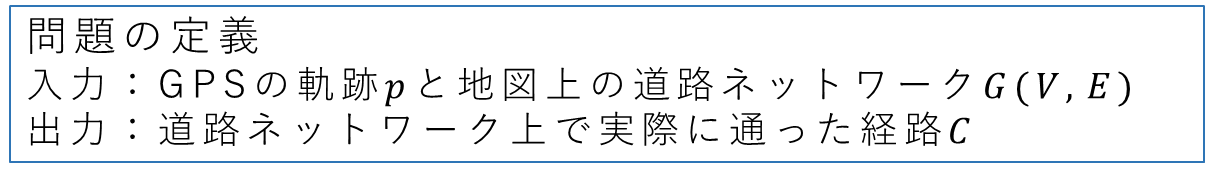 問題の定義
入力：GPSの軌跡pと地図上の道路ネットワークG(V, E)
出力：道路ネットワーク上で実際に通った経路C